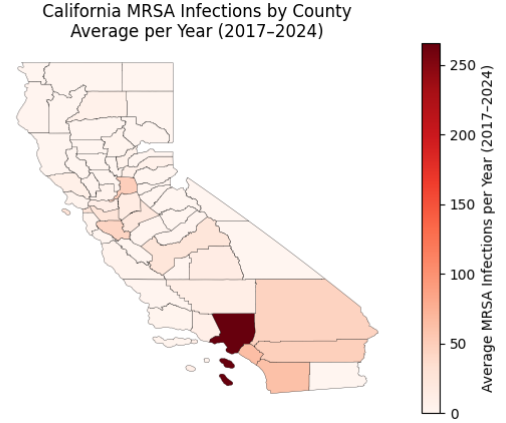 California MRSA Infections by County
Average per Year (2017–2024)
250
200
150
100
50
0
Average MRSA Infections per Year (2017–2024)